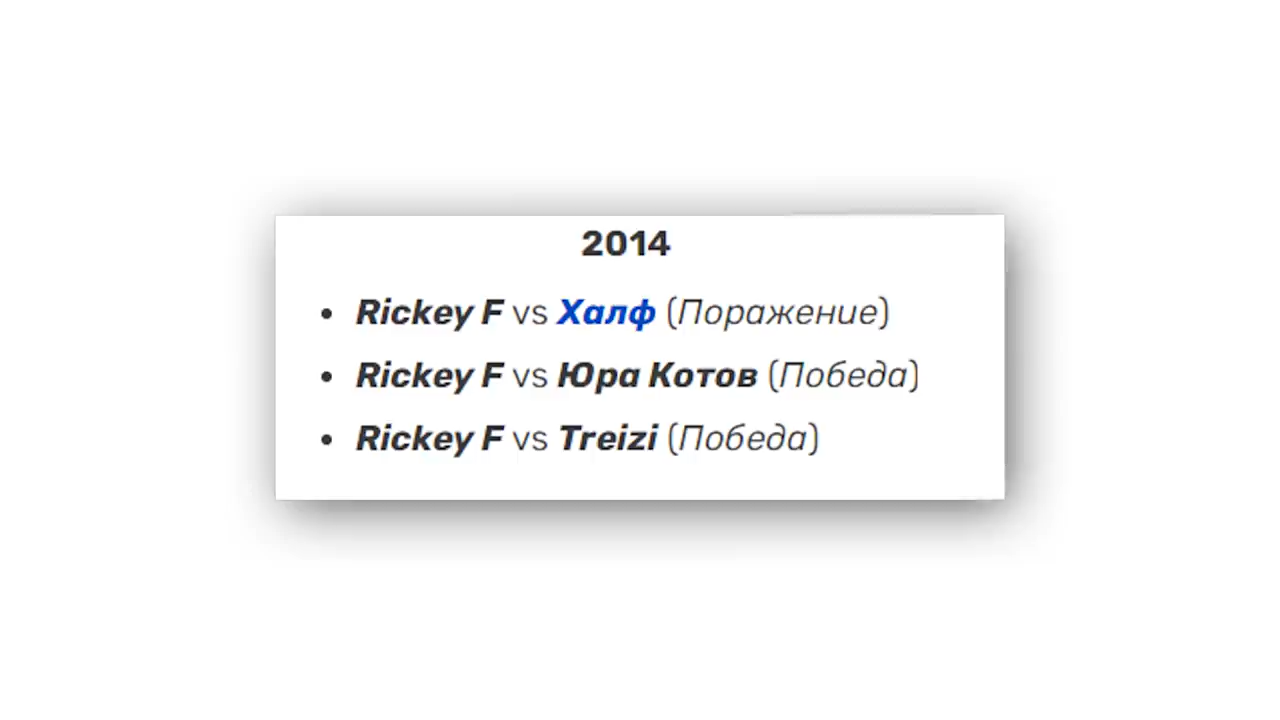 2014
Rickey F vs Халф (Поражение)
Rickey F vs Юра Котов (Победа)
Rickey F vs Treizi (Победа)